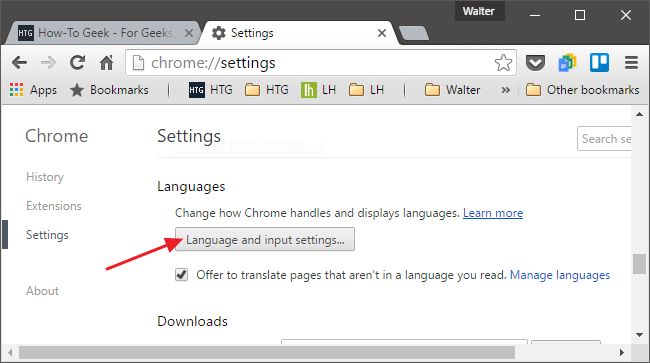 Walter
HTG How-To Geek - For Geeks,
Settings
chrome://settings
Apps
Bookmarks
HTG HTG
HTG
lh LH
LH
Walter
»
Other bookmarks
Chrome
History
Extensions
Settings
About
Settings
Search se
Languages
Change how Chrome handles and displays languages. Learn more
Language and input settings...
Offer to translate pages that aren't in a language you read. Manage languages
Downloads